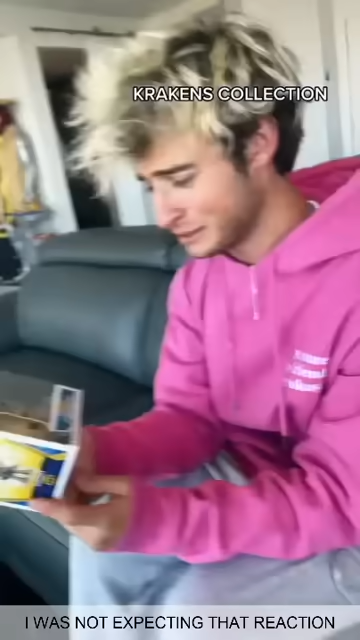 KRAKENS COLLECTION
I WAS NOT EXPECTING THAT REACTION